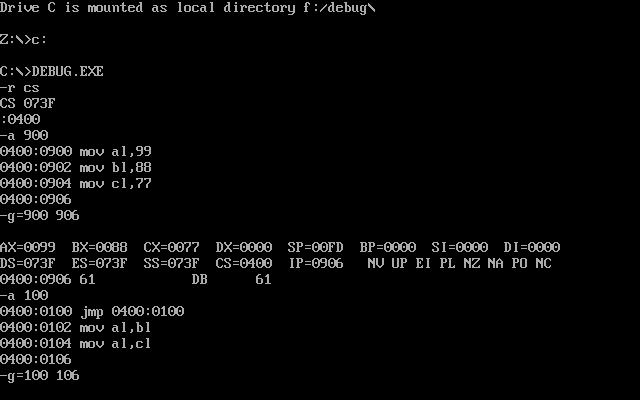 Drive C is mounted as local directory f:/debug\
Z:\>c:
C:\>DEBUG.EXE
-r cs
CS 073F
:0400
-a 900
0400:0900 mov al,99
0400:0902 mov bl,88
0400:0904 mov cl,77
0400:0906
-g=900 906
AX=0099  BX=0088  CX=0077  DX=0000  SP=00FD  BP=0000  SI=0000  DI=0000
DS=073F  ES=073F  SS=073F  CS=0400  IP=0906   NV UP EI PL NZ NA PO NC
0400:0906 61            DB      61
-a 100
0400:0100 jmp 0400:0100
0400:0102 mov al,bl
0400:0104 mov al,cl
0400:0106
-g=100 106